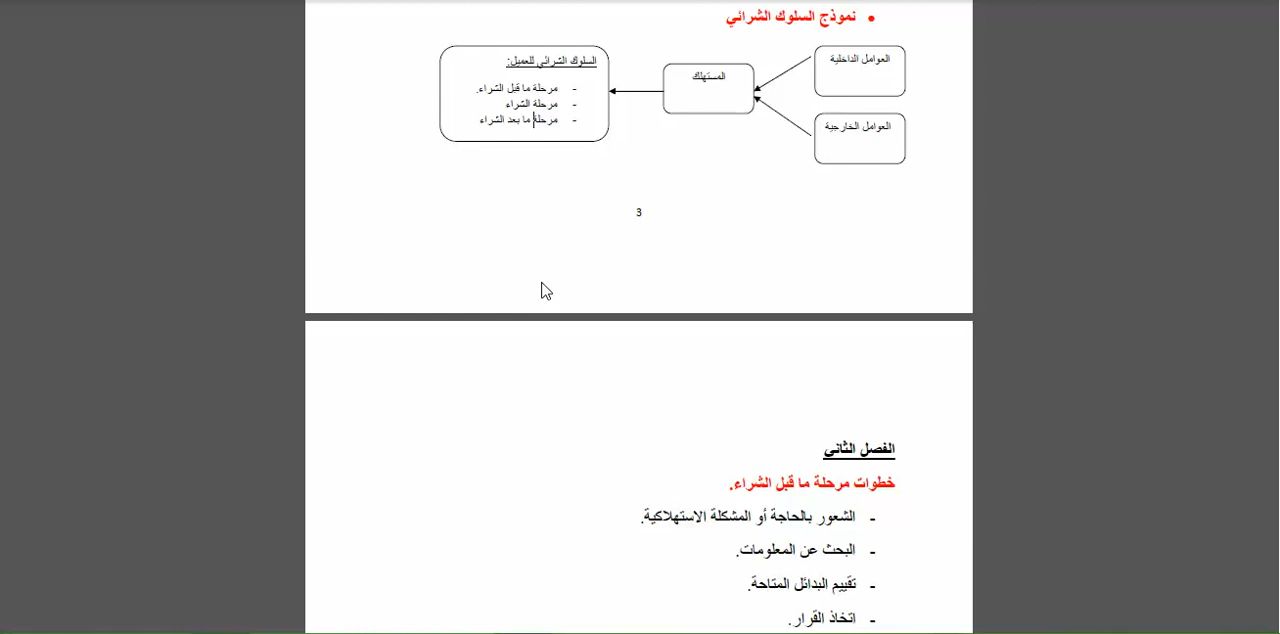 • نموذج السلوك الشرائي
العوامل الداخلية
العوامل الخارجية
المستهلك
السلوك الشرائي للعميل:
- مرحلة ما قبل الشراء.
- مرحلة الشراء
- مرحلة ما بعد الشراء
3
الفصل الثاني
خطوات مرحلة ما قبل الشراء.
- الشعور بالحاجة أو المشكلة الاستهلاكية.
- البحث عن المعلومات.
- تقييم البدائل المتاحة.
- اتخاذ القرار.